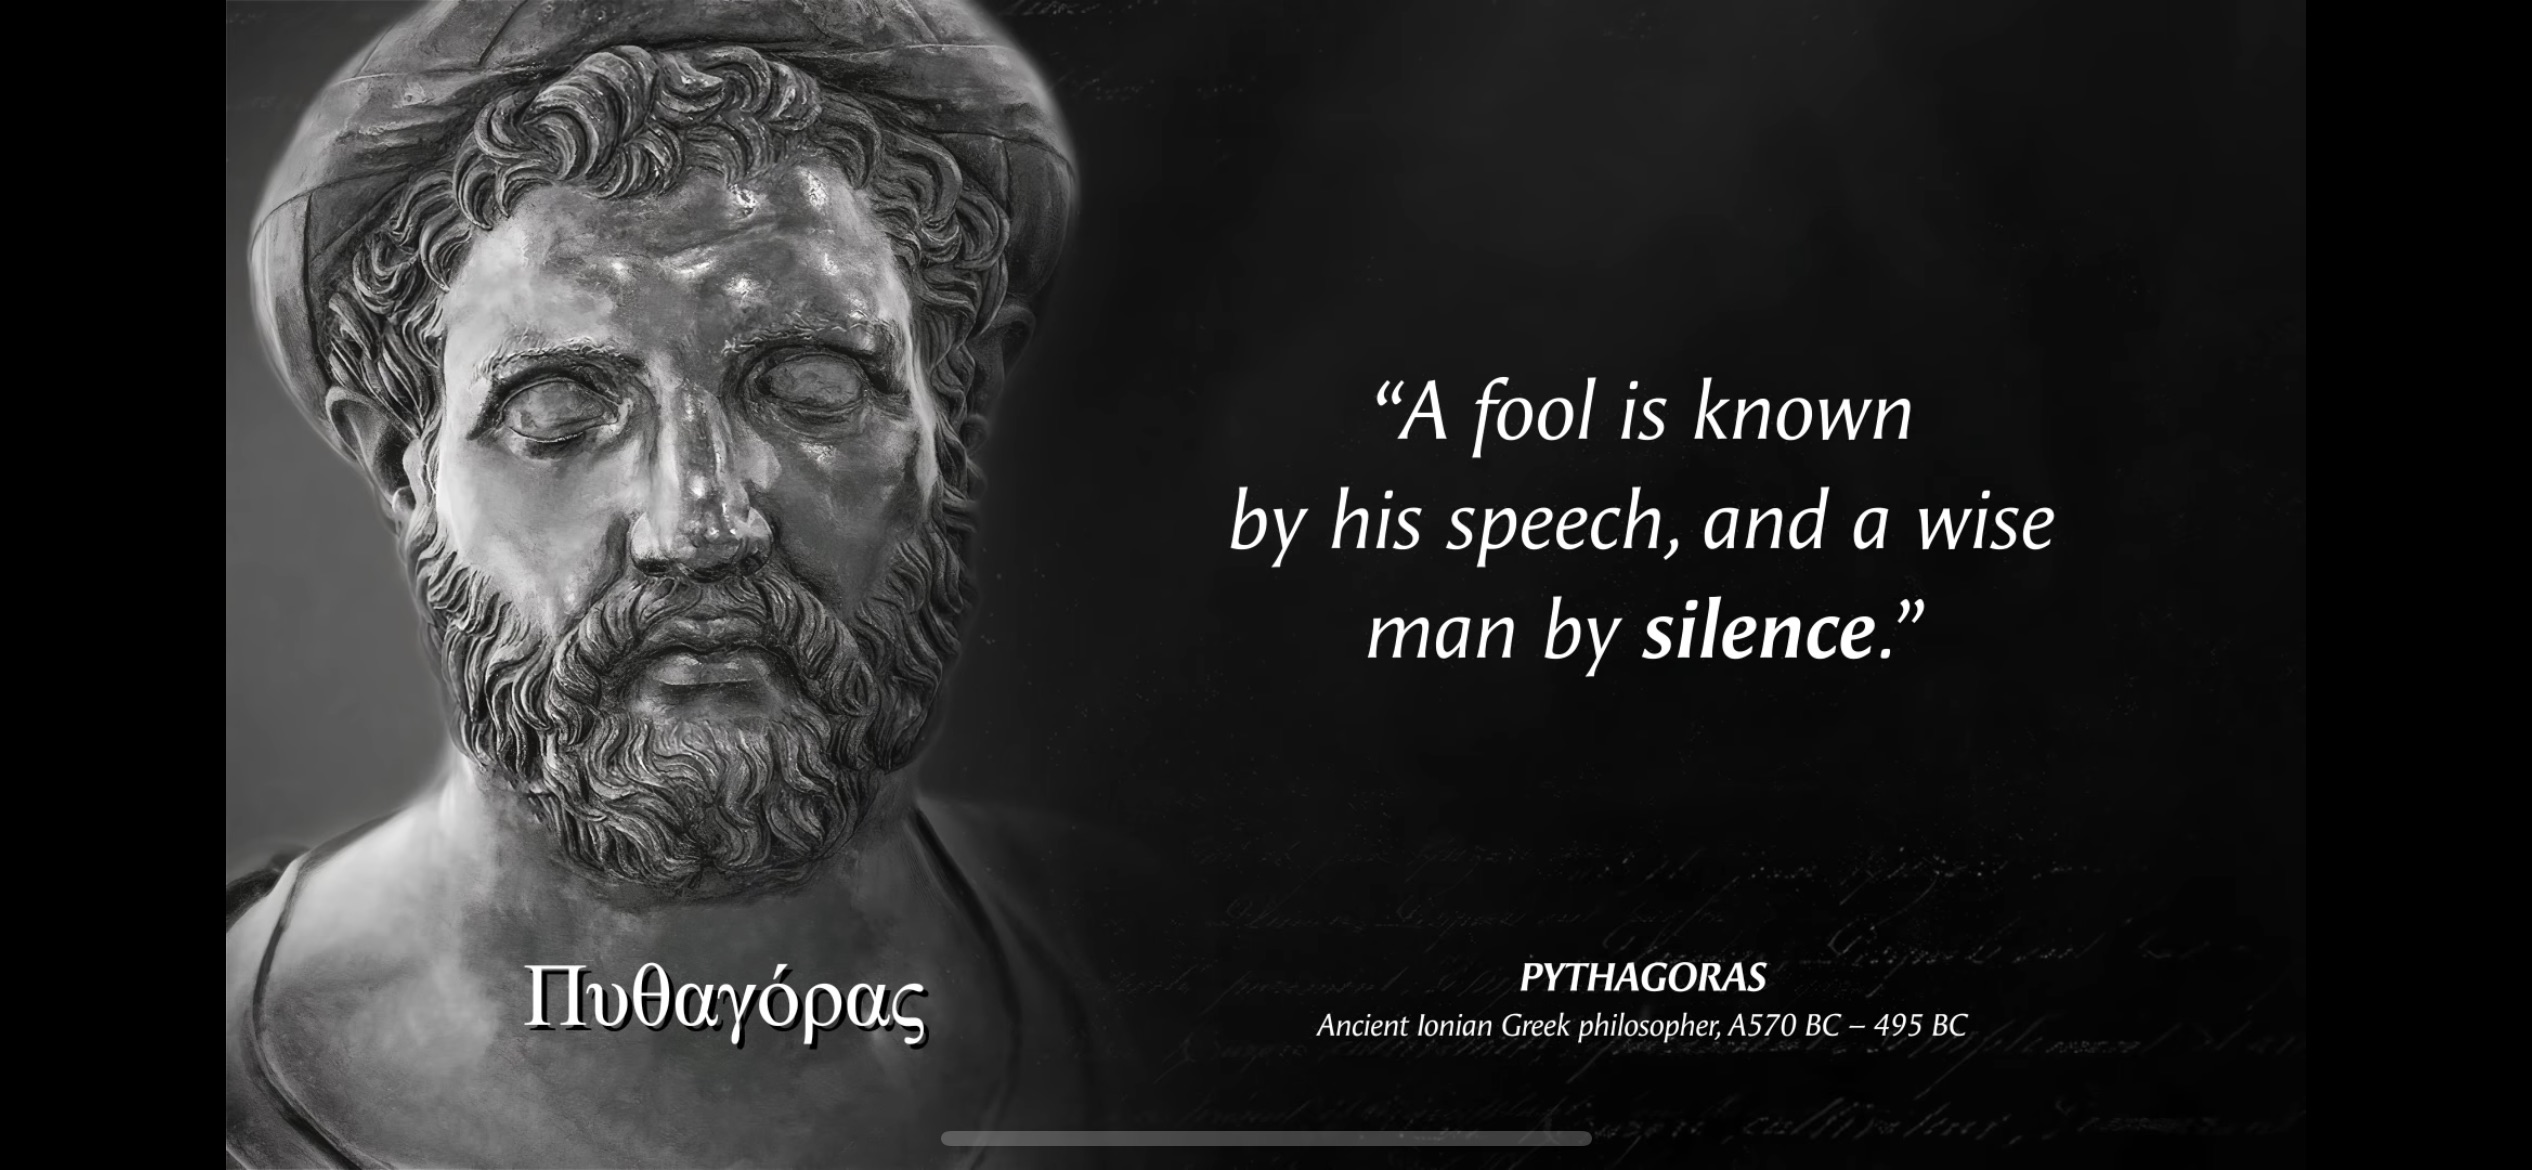 “A fool is known
by his speech, and a wise
man by silence.”
Πυθαγόρας
PYTHAGORAS
Ancient Ionian Greek philosopher, A570 BC – 495 BC